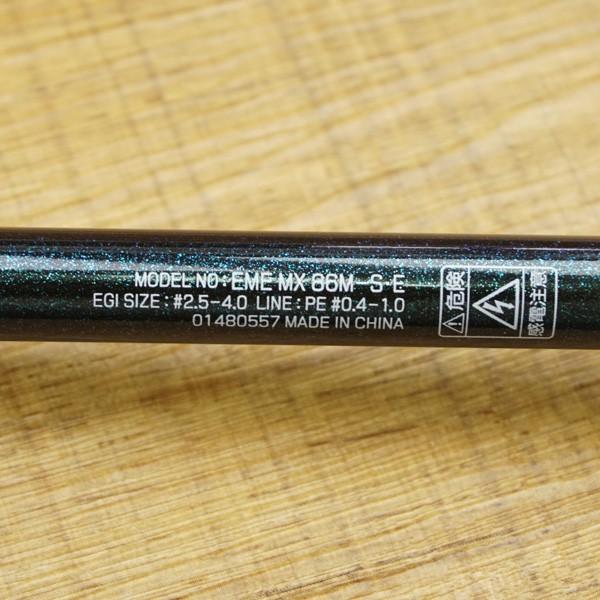 MODEL NO:EME MX 86M S·E
EGI SIZE : #2.5-4.0 LINE : PE #0.4-1.0
01480557 MADE IN CHINA
危険
感電注意